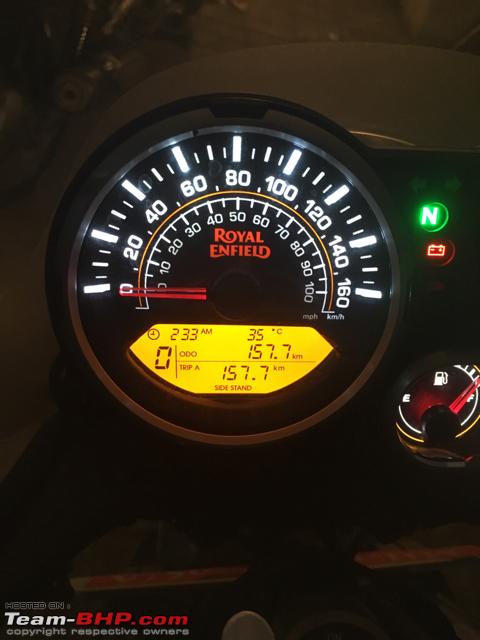 0 20 40 60 80 100 120 140 160
0 10 20 30 40 50 60 70 80 90 100
ROYAL
ENFIELD
mph km/h
N
2:33 AM 35 °C
0 ODO 157.7 km
TRIP A 157.7 km
SIDE STAND
E F
HOSTED ON :
Team-BHP.com
copyright respective owners